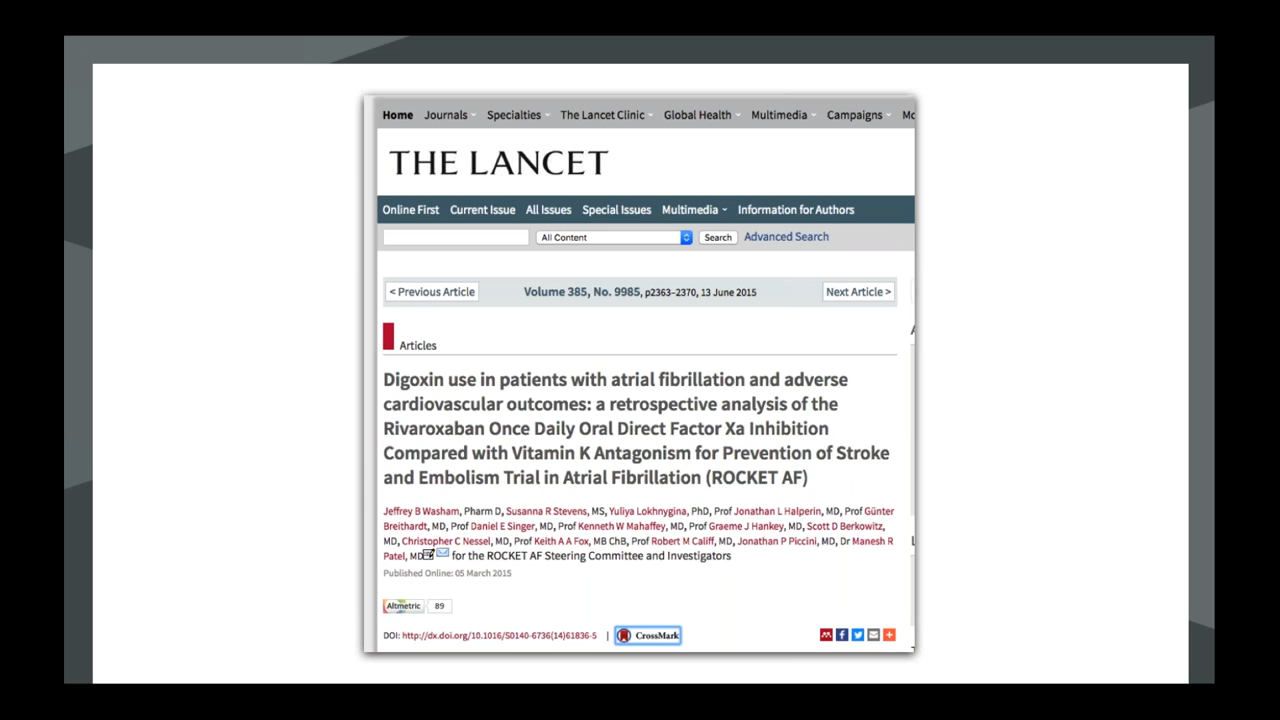 Home Journals Specialties The Lancet Clinic Global Health Multimedia Campaigns Mo
THE LANCET
Online First Current Issue All Issues Special Issues Multimedia Information for Authors
All Content Search Advanced Search
< Previous Article Volume 385, No. 9985, p2363–2370, 13 June 2015 Next Article >
Articles
Digoxin use in patients with atrial fibrillation and adverse
cardiovascular outcomes: a retrospective analysis of the
Rivaroxaban Once Daily Oral Direct Factor Xa Inhibition
Compared with Vitamin K Antagonism for Prevention of Stroke
and Embolism Trial in Atrial Fibrillation (ROCKET AF)
Jeffrey B Washam, Pharm D, Susanna R Stevens, MS, Yuliya Lokhnygina, PhD, Prof Jonathan L Halperin, MD, Prof Günter
Breithardt, MD, Prof Daniel E Singer, MD, Prof Kenneth W Mahaffey, MD, Prof Graeme J Hankey, MD, Scott D Berkowitz,
MD, Christopher C Nessel, MD, Prof Keith A A Fox, MB ChB, Prof Robert M Califf, MD, Jonathan P Piccini, MD, Dr Manesh R
Patel, MD for the ROCKET AF Steering Committee and Investigators
Published Online: 05 March 2015
Altmetric 89
DOI: http://dx.doi.org/10.1016/S0140-6736(14)61836-5 | CrossMark